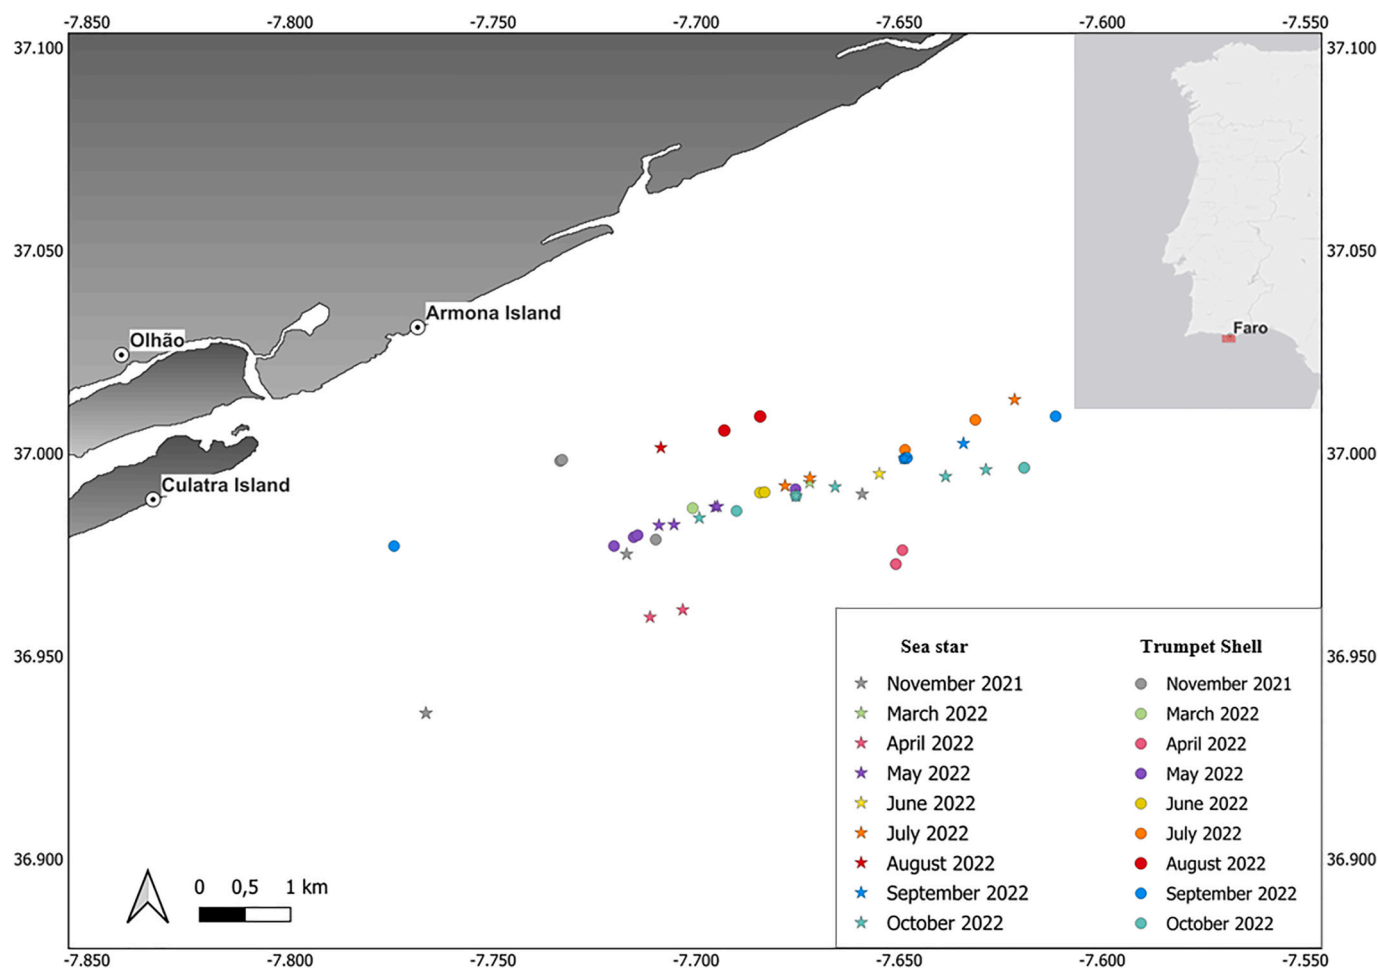 -7.850 -7.800 -7.750 -7.700 -7.650 -7.600 -7.550
37.100 37.100
37.050 37.050
Faro
Armona Island
Olhão
37.000 37.000
Culatra Island
36.950 36.950
Sea star Trumpet Shell
November 2021 November 2021
March 2022 March 2022
April 2022 April 2022
May 2022 May 2022
June 2022 June 2022
July 2022 July 2022
36.900 36.900
August 2022 August 2022
0 0,5 1 km
September 2022 September 2022
October 2022 October 2022
-7.850 -7.800 -7.750 -7.700 -7.650 -7.600 -7.550